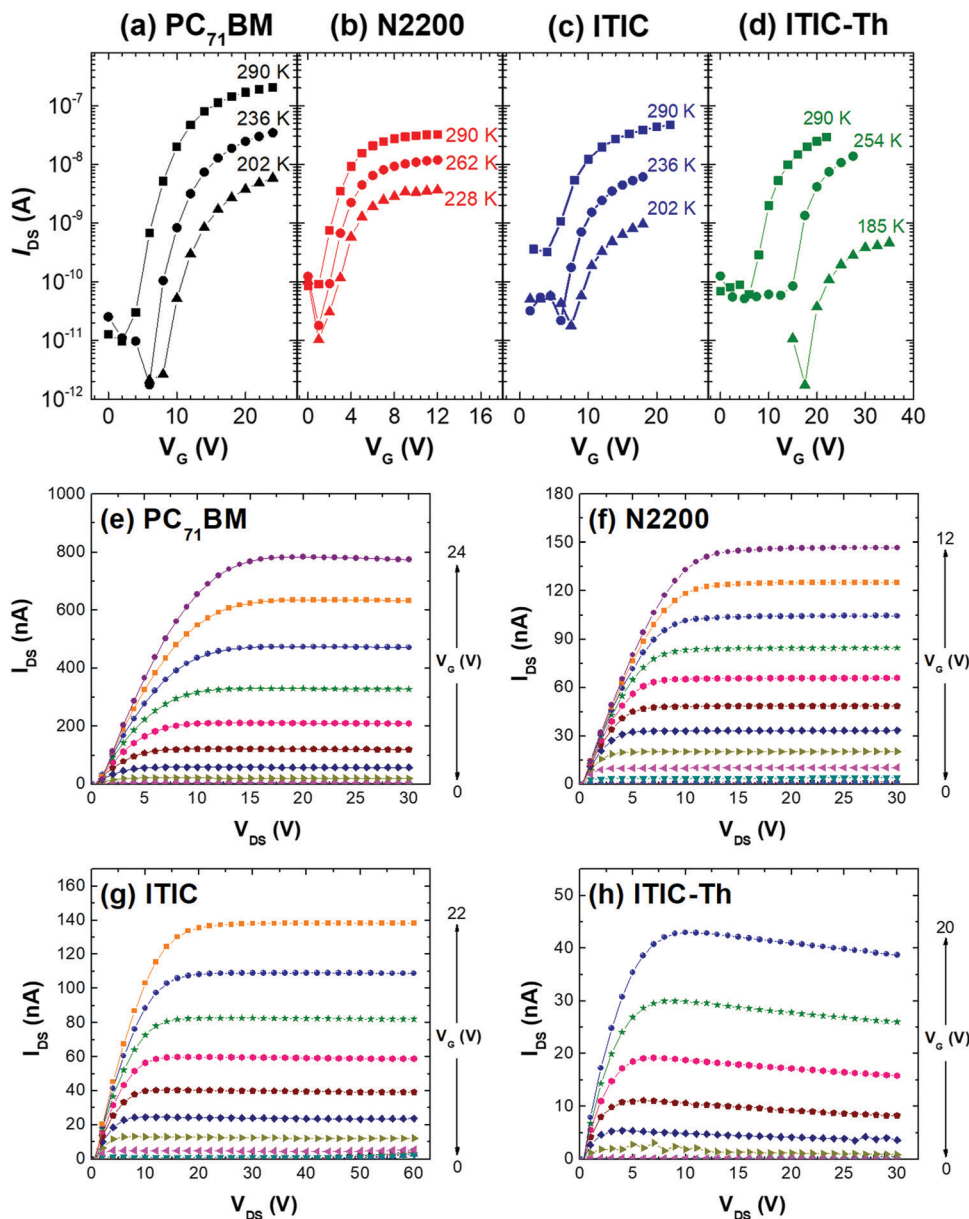 (a) PC71BM (b) N2200 (c) ITIC (d) ITIC-Th
290 K
236 K
202 K
290 K
262 K
228 K
290 K
236 K
202 K
290 K
254 K
185 K
10⁻⁷
10⁻⁸
10⁻⁹
10⁻¹⁰
10⁻¹¹
10⁻¹²
IDS (A)
0 10 20 0 4 8 12 16 0 10 20 0 10 20 30 40
VG (V) VG (V) VG (V) VG (V)
(e) PC71BM
1000
800
600
400
200
0
IDS (nA)
0 5 10 15 20 25 30
VDS (V)
24
VG (V)
0
(f) N2200
180
150
120
90
60
30
0
IDS (nA)
0 5 10 15 20 25 30
VDS (V)
12
VG (V)
0
(g) ITIC
160
140
120
100
80
60
40
20
0
IDS (nA)
0 10 20 30 40 50 60
VDS (V)
22
VG (V)
0
(h) ITIC-Th
50
40
30
20
10
0
IDS (nA)
0 5 10 15 20 25 30
VDS (V)
20
VG (V)
0